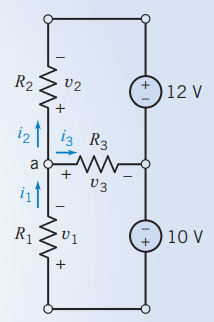 −
R₂ v₂ + − 12 V
+
i₂ i₃ R₃
a + −
v₃
i₁ −
R₁ v₁ − + 10 V
+